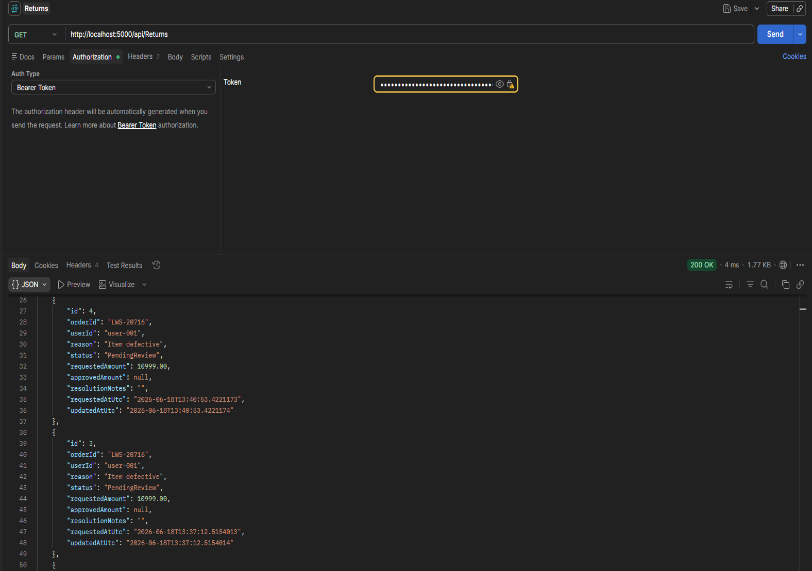 Returns
Save
Share
GET
http://localhost:5000/api/Returns
Send
Docs Params Authorization Headers 7 Body Scripts Settings
Cookies
Auth Type
Bearer Token
Token
The authorization header will be automatically generated when you
send the request. Learn more about Bearer Token authorization.
Body Cookies Headers 4 Test Results
200 OK · 4 ms · 1.77 KB ·
{} JSON Preview Visualize
26 {
27 "id": 4,
28 "orderId": "LWS-20716",
29 "userId": "user-001",
30 "reason": "Item defective",
31 "status": "PendingReview",
32 "requestedAmount": 10999.00,
33 "approvedAmount": null,
34 "resolutionNotes": "",
35 "requestedAtUtc": "2026-06-18T13:40:53.4221173",
36 "updatedAtUtc": "2026-06-18T13:40:53.4221174"
37 },
38 {
39 "id": 3,
40 "orderId": "LWS-20716",
41 "userId": "user-001",
42 "reason": "Item defective",
43 "status": "PendingReview",
44 "requestedAmount": 10999.00,
45 "approvedAmount": null,
46 "resolutionNotes": "",
47 "requestedAtUtc": "2026-06-18T13:37:12.5154013",
48 "updatedAtUtc": "2026-06-18T13:37:12.5154014"
49 },
50 {